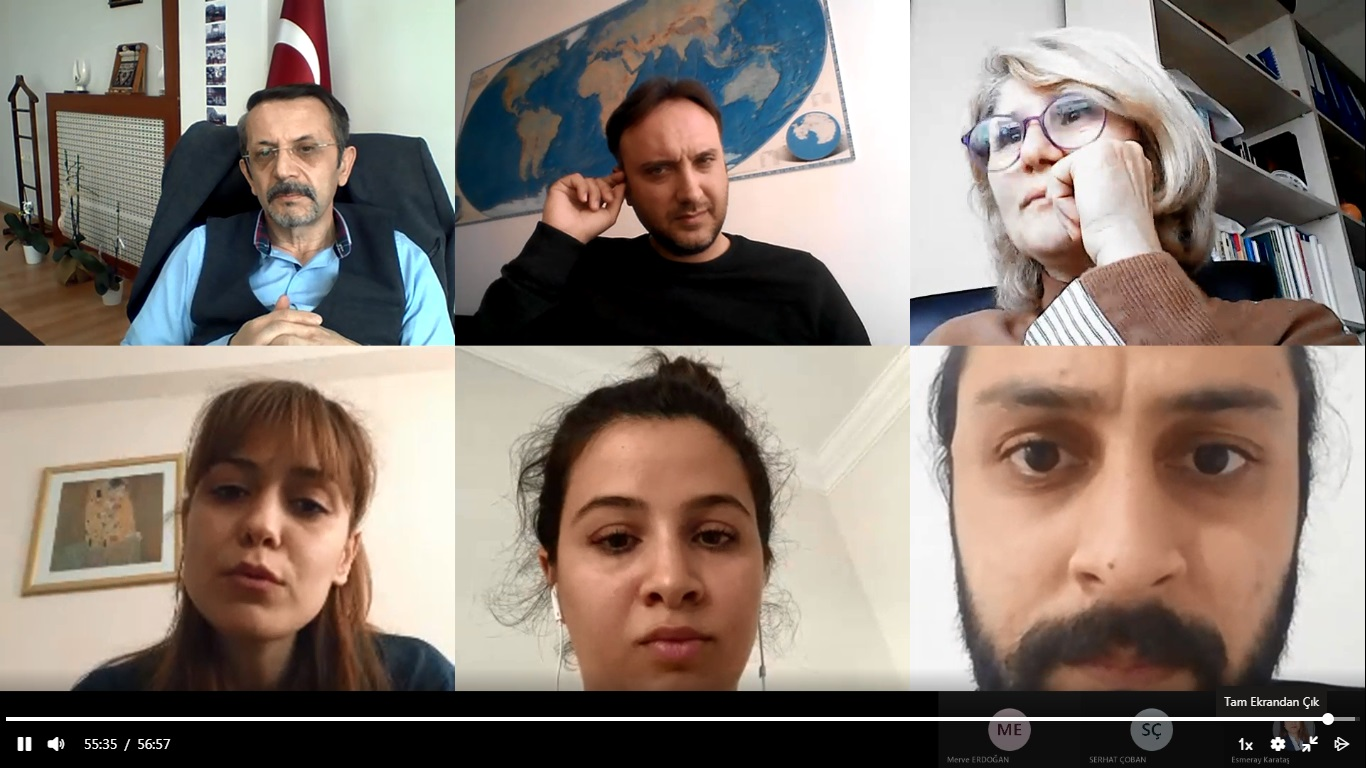 Tam Ekrandan Çık
ME
SÇ
Merve ERDOĞAN
SERHAT ÇOBAN
Esmeray Karataş
55:35 / 56:57
1x